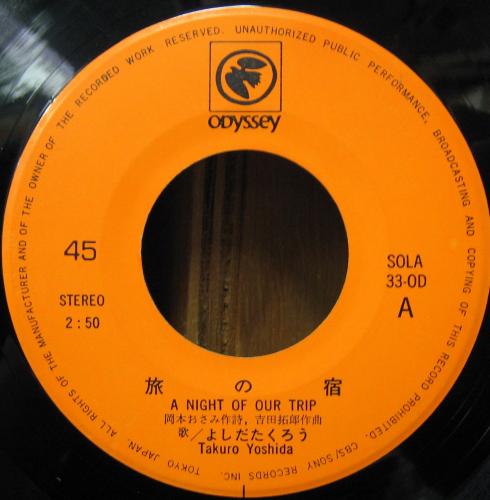 ALL RIGHTS OF THE MANUFACTURER AND OF THE OWNER OF THE RECORDED WORK RESERVED. UNAUTHORIZED PUBLIC PERFORMANCE, BROADCASTING AND COPYING OF THIS RECORD PROHIBITED. CBS/SONY RECORDS INC. TOKYO JAPAN.
ODYSSEY
45
STEREO
2:50
SOLA
33-OD
A
旅の宿
A NIGHT OF OUR TRIP
岡本おさみ作詩，吉田拓郎作曲
歌／よしだたくろう
Takuro Yoshida